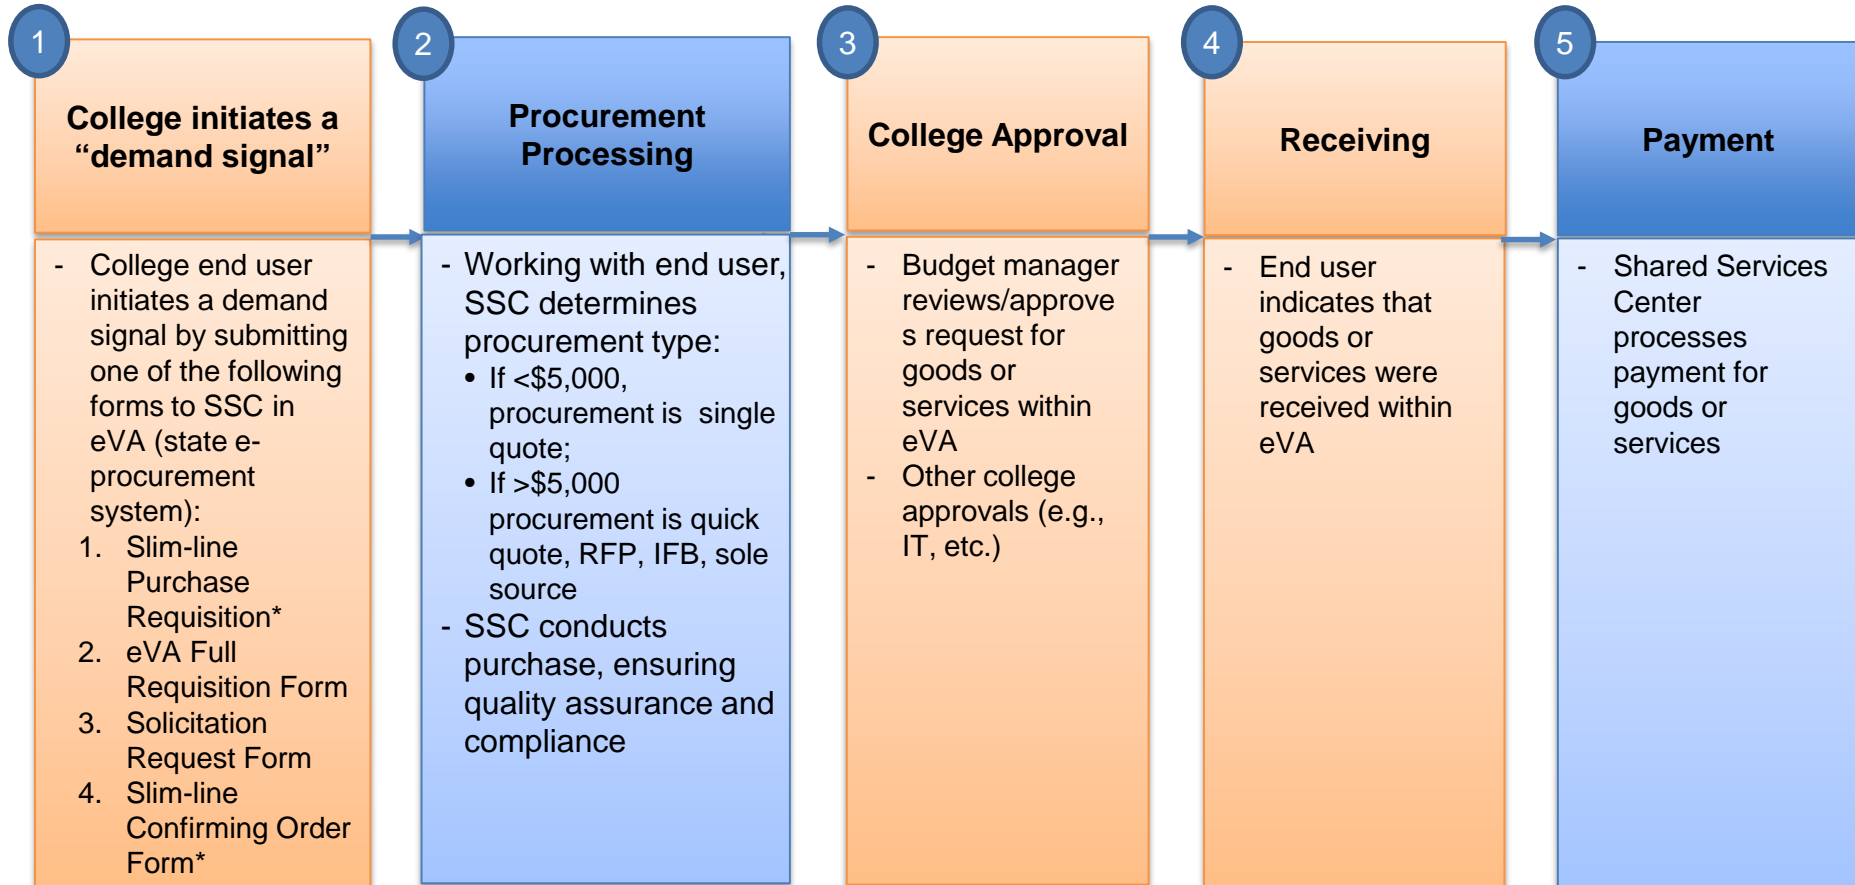 1
College initiates a
“demand signal”
- College end user
initiates a demand
signal by submitting
one of the following
forms to SSC in
eVA (state e-
procurement
system):
1. Slim-line
Purchase
Requisition*
2. eVA Full
Requisition Form
3. Solicitation
Request Form
4. Slim-line
Confirming Order
Form*
2
Procurement
Processing
- Working with end user,
SSC determines
procurement type:
• If <$5,000,
procurement is single
quote;
• If >$5,000
procurement is quick
quote, RFP, IFB, sole
source
- SSC conducts
purchase, ensuring
quality assurance and
compliance
3
College Approval
- Budget manager
reviews/approve
s request for
goods or
services within
eVA
- Other college
approvals (e.g.,
IT, etc.)
4
Receiving
- End user
indicates that
goods or
services were
received within
eVA
5
Payment
- Shared Services
Center
processes
payment for
goods or
services